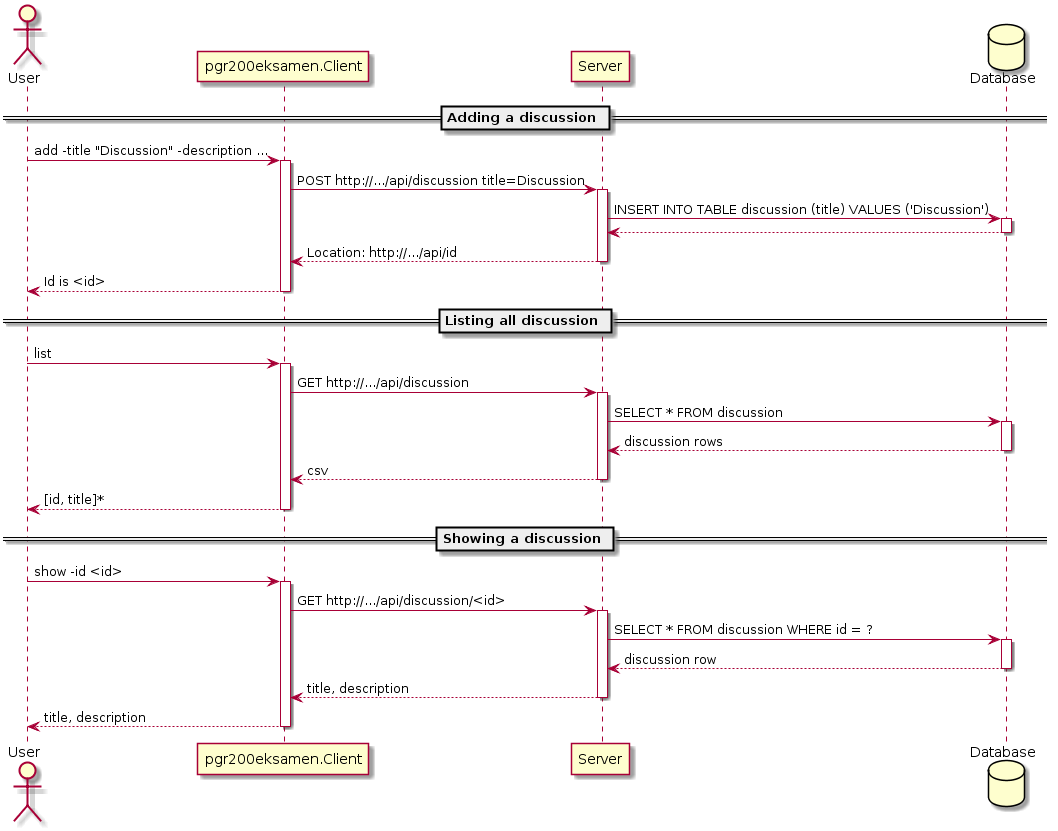 User
pgr200eksamen.Client
Server
Database
Adding a discussion
add -title "Discussion" -description ...
POST http://.../api/discussion title=Discussion
INSERT INTO TABLE discussion (title) VALUES ('Discussion')
Location: http://.../api/id
Id is <id>
Listing all discussion
list
GET http://.../api/discussion
SELECT * FROM discussion
discussion rows
csv
[id, title]*
Showing a discussion
show -id <id>
GET http://.../api/discussion/<id>
SELECT * FROM discussion WHERE id = ?
discussion row
title, description
title, description
User
pgr200eksamen.Client
Server
Database